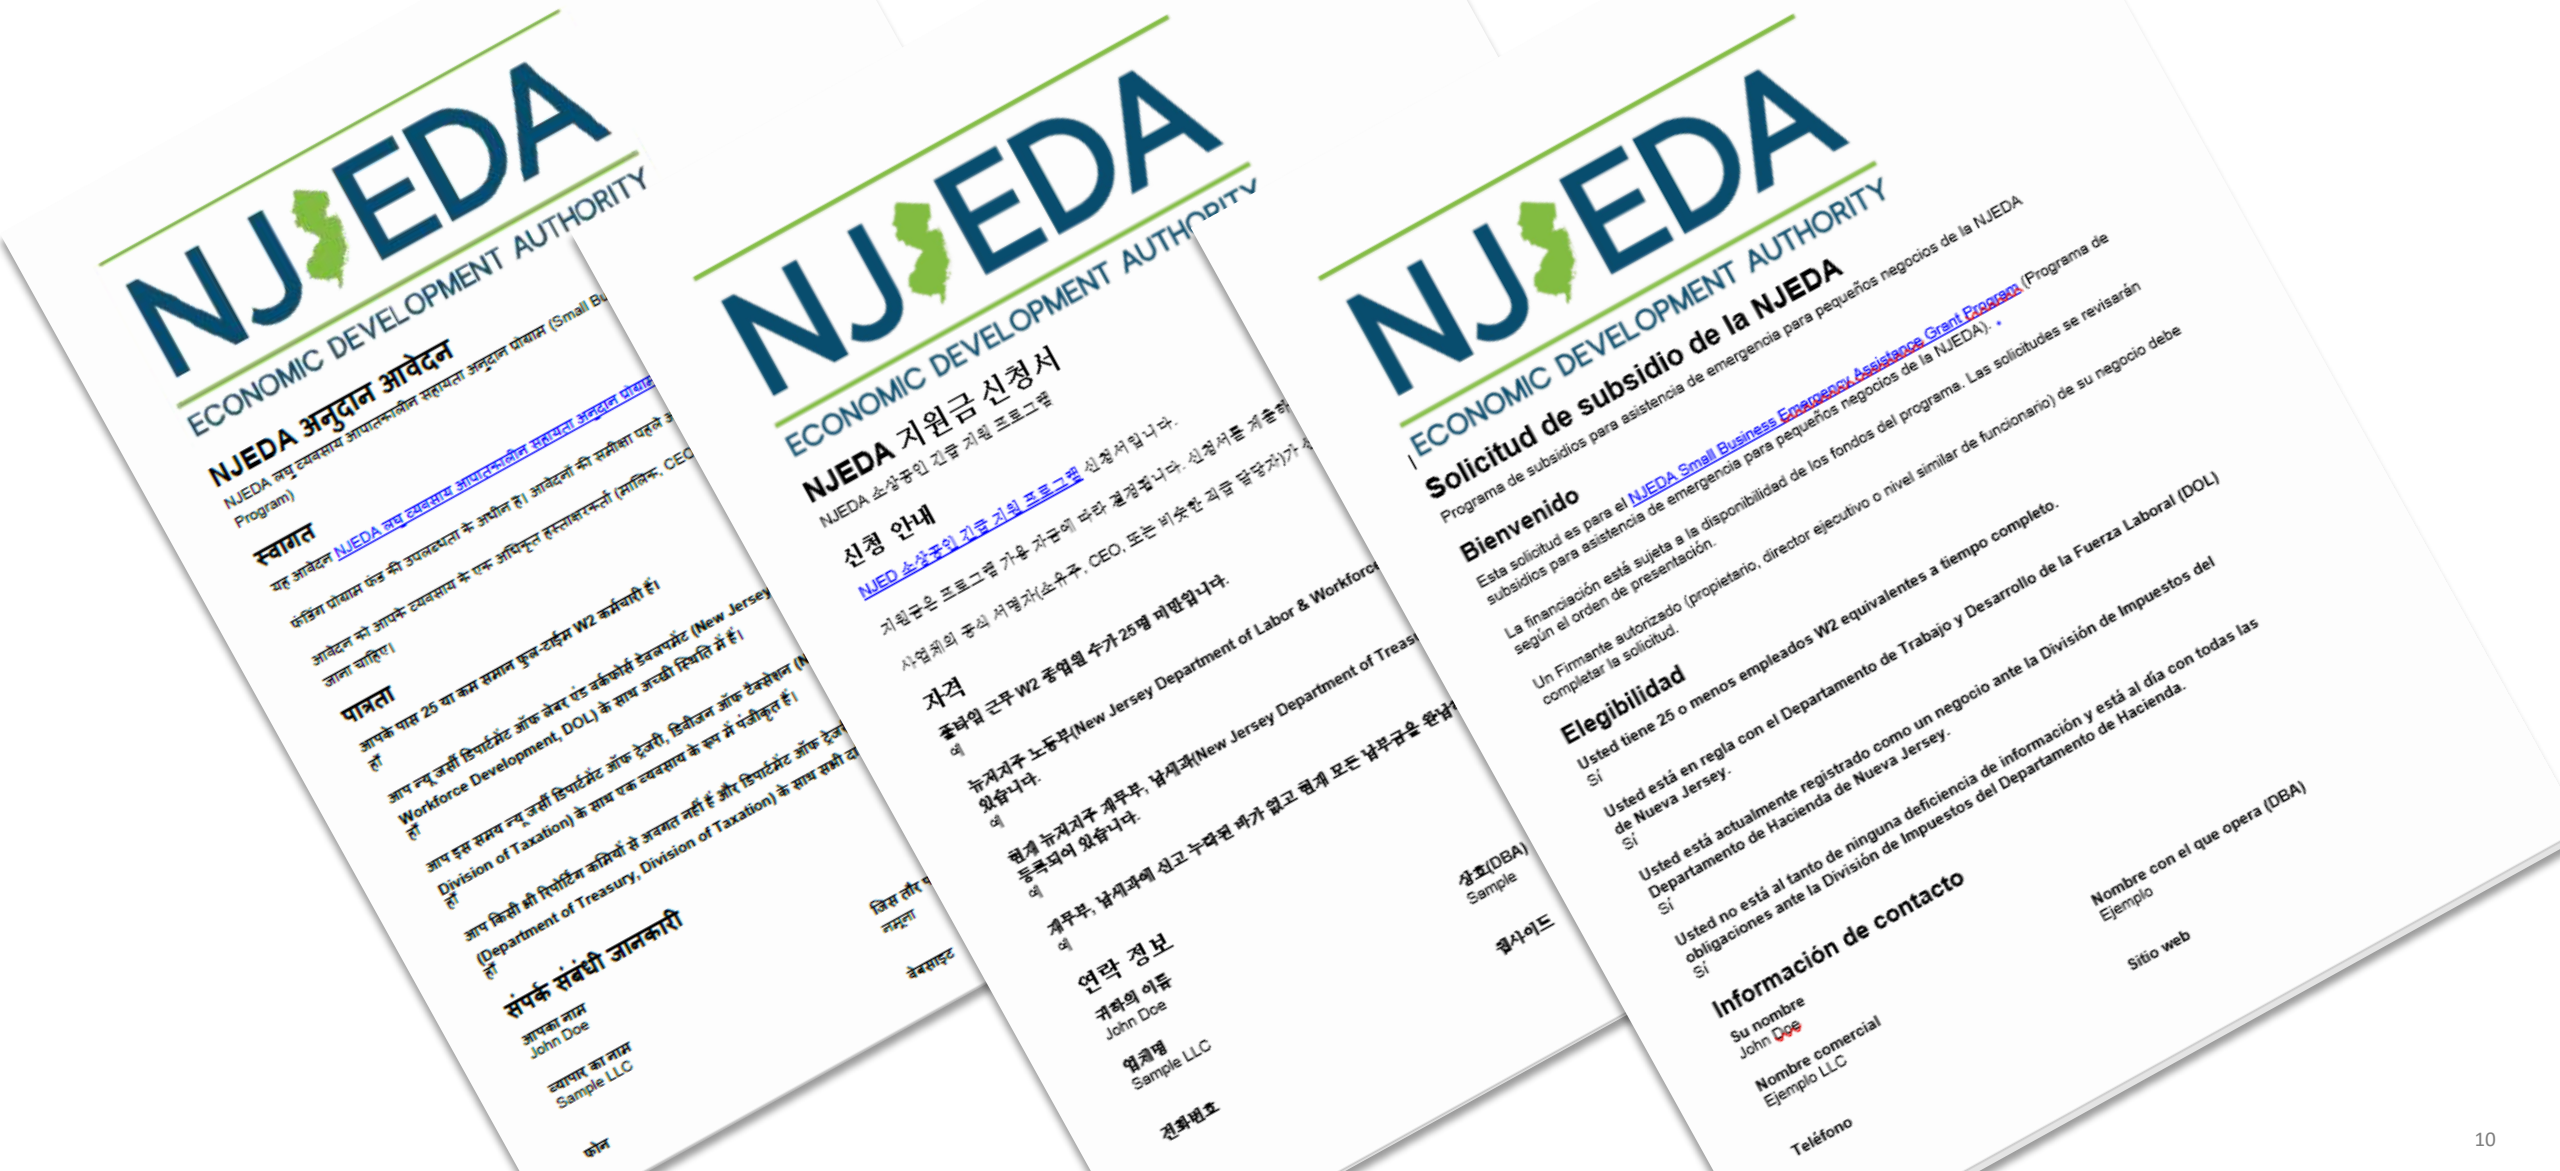 NJEDA
ECONOMIC DEVELOPMENT AUTHORITY
NJEDA अनुदान आवेदन
NJEDA लघु व्यवसाय आपातकालीन सहायता अनुदान प्रोग्राम (Small
Program)
स्वागत
यह आवेदन NJEDA लघु व्यवसाय आपातकालीन सहायता अनुदान प्रोग्राम
फंडिंग प्रोग्राम फंड की उपलब्धता के अधीन है। आवेदनों की समीक्षा पहले
आवेदन को आपके व्यवसाय के एक अधिकृत हस्ताक्षरकर्ता (मालिक, CEO
जाना चाहिए।
पात्रता
आपके पास 25 या कम समान फुल-टाईम W2 कर्मचारी हैं।
हाँ
आप न्यू जर्सी डिपार्टमेंट ऑफ लेबर एंड वर्कफोर्स डेवलपमेंट (New Jersey
Workforce Development, DOL) के साथ अच्छी स्थिति में हैं।
हाँ
आप इस समय न्यू जर्सी डिपार्टमेंट ऑफ ट्रेजरी, डिवीजन ऑफ टैक्सेशन
Division of Taxation) के साथ एक व्यवसाय के रूप में पंजीकृत हैं।
हाँ
आप किसी भी रिपोर्टिंग कमियों से अवगत नहीं हैं और डिपार्टमेंट ऑफ
(Department of Treasury, Division of Taxation) के साथ सभी
हाँ
संपर्क संबंधी जानकारी
आपका नाम
John Doe
जिस तौर
नमूना
व्यापार का नाम
Sample LLC
वेबसाइट
फोन
NJEDA
ECONOMIC DEVELOPMENT AUTHORITY
NJEDA 지원금 신청서
NJEDA 소상공인 긴급 지원 프로그램
신청 안내
NJED 소상공인 긴급 지원 프로그램 신청서입니다.
지원금은 프로그램 가용 자금에 따라 결정됩니다. 신청서를
사업체의 공식 서명자(소유주, CEO, 또는 비슷한 직급 담당자)가
자격
풀타임 근무 W2 종업원 수가 25명 미만입니다.
예
뉴저지주 노동부(New Jersey Department of Labor & Workforce
있습니다.
예
현재 뉴저지주 재무부, 납세과(New Jersey Department of
등록되어 있습니다.
예
재무부, 납세과에 신고 누락된 바가 없고 현재 모든 납부금을
예
연락 정보
귀하의 이름
John Doe
상호(DBA)
Sample
업체명
Sample LLC
웹사이드
전화번호
NJEDA
ECONOMIC DEVELOPMENT AUTHORITY
Solicitud de subsidio de la NJEDA
Programa de subsidios para asistencia de emergencia para pequeños negocios de la NJEDA
Bienvenido
Esta solicitud es para el NJEDA Small Business Emergency Assistance Grant Program (Programa de
subsidios para asistencia de emergencia para pequeños negocios de la NJEDA).
La financiación está sujeta a la disponibilidad de los fondos del programa. Las solicitudes se revisarán
según el orden de presentación.
Un Firmante autorizado (propietario, director ejecutivo o nivel similar de funcionario) de su negocio debe
completar la solicitud.
Elegibilidad
Usted tiene 25 o menos empleados W2 equivalentes a tiempo completo.
Sí
Usted está en regla con el Departamento de Trabajo y Desarrollo de la Fuerza Laboral (DOL)
de Nueva Jersey.
Sí
Usted está actualmente registrado como un negocio ante la División de Impuestos del
Departamento de Hacienda de Nueva Jersey.
Sí
Usted no está al tanto de ninguna deficiencia de información y está al día con todas las
obligaciones ante la División de Impuestos del Departamento de Hacienda.
Sí
Información de contacto
Su nombre
John Doe
Nombre con el que opera (DBA)
Ejemplo
Nombre comercial
Ejemplo LLC
Sitio web
Teléfono
10